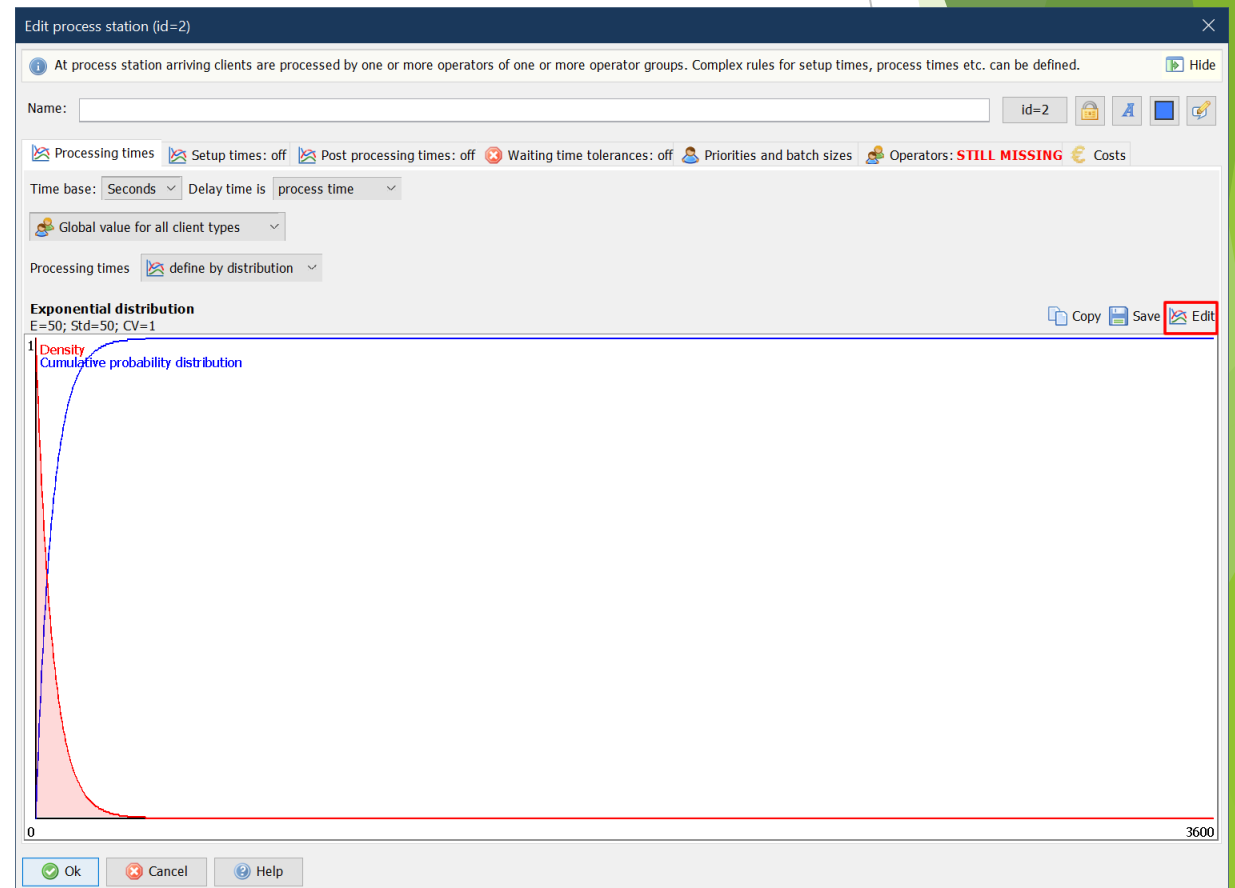 Edit process station (id=2)
At process station arriving clients are processed by one or more operators of one or more operator groups. Complex rules for setup times, process times etc. can be defined. Hide
Name: id=2 A
Processing times Setup times: off Post processing times: off Waiting time tolerances: off Priorities and batch sizes Operators: STILL MISSING € Costs
Time base: Seconds Delay time is process time
Global value for all client types
Processing times define by distribution
Exponential distribution
E=50; Std=50; CV=1
Copy Save Edit
1 Density
Cumulative probability distribution
0 3600
Ok Cancel Help